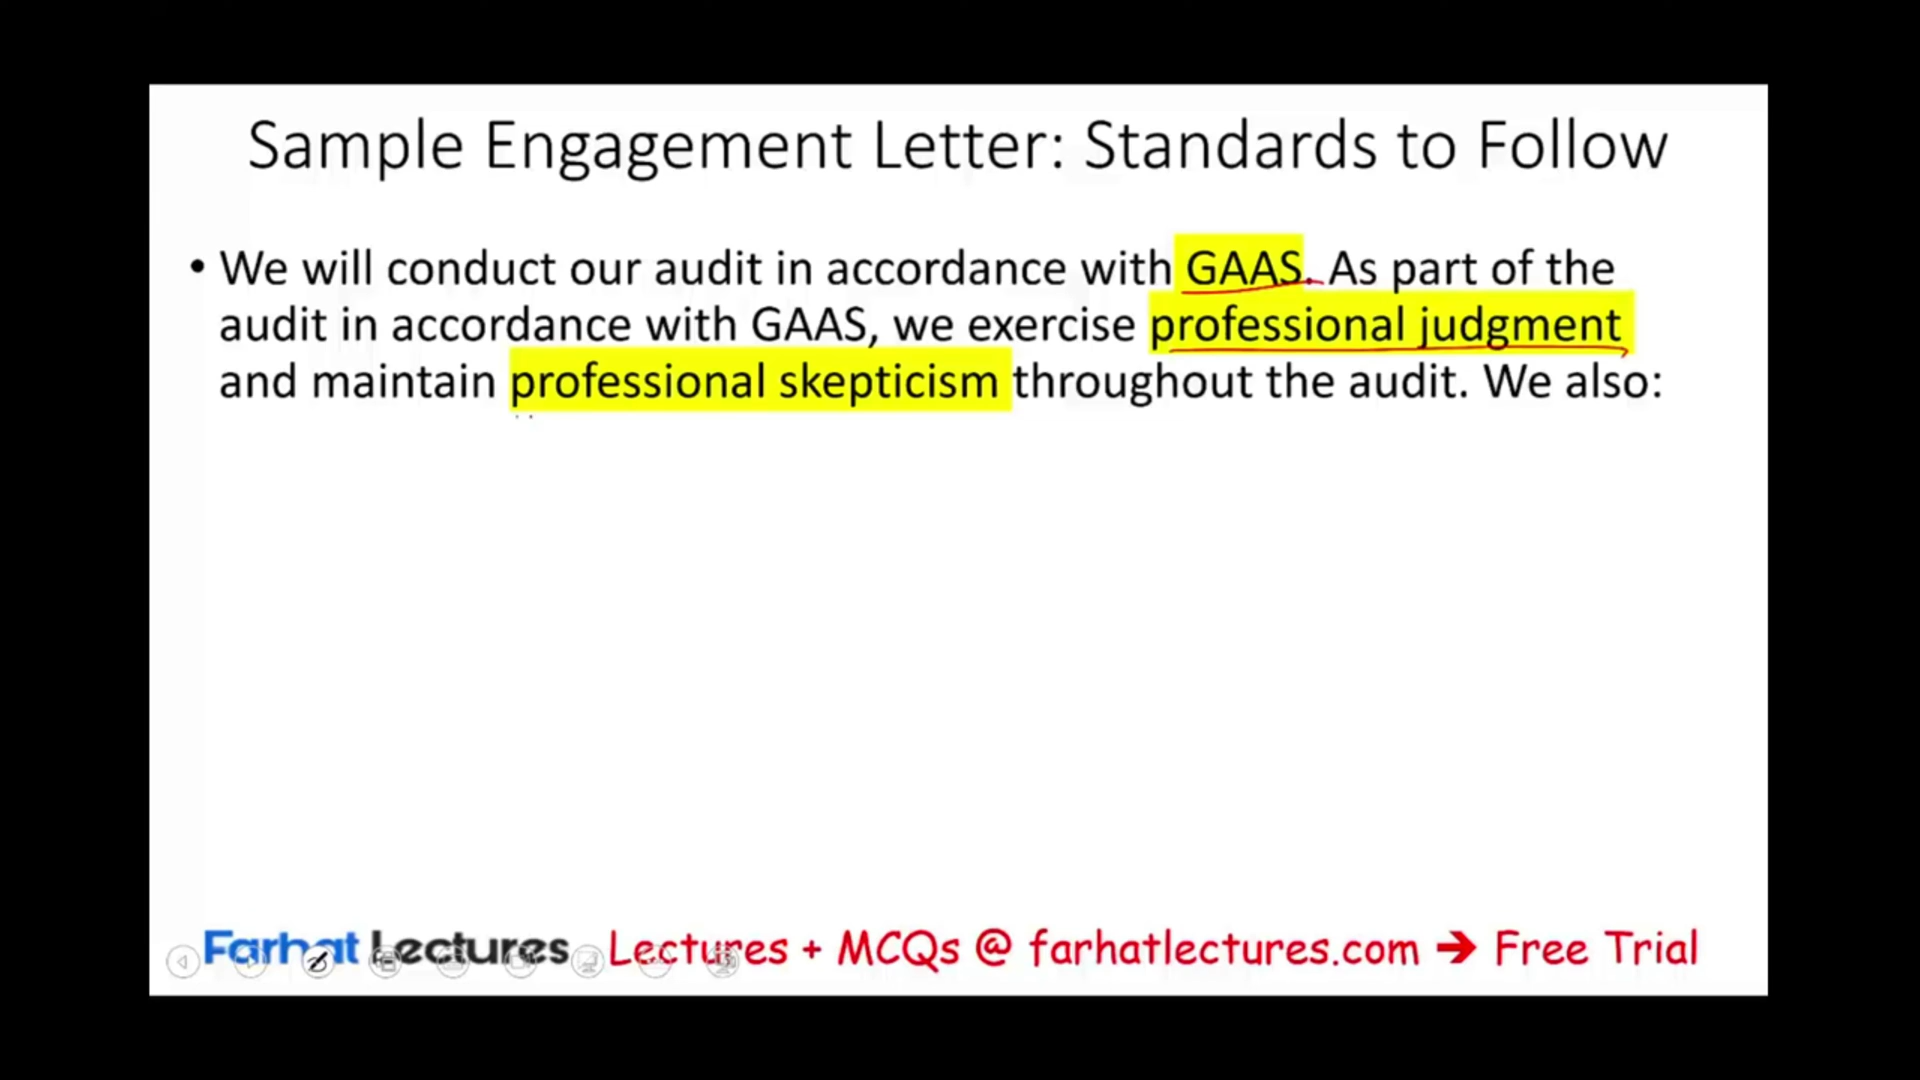 Sample Engagement Letter: Standards to Follow
• We will conduct our audit in accordance with GAAS. As part of the
audit in accordance with GAAS, we exercise professional judgment
and maintain professional skepticism throughout the audit. We also:
Farhat Lectures Lectures + MCQs @ farhatlectures.com ➔ Free Trial